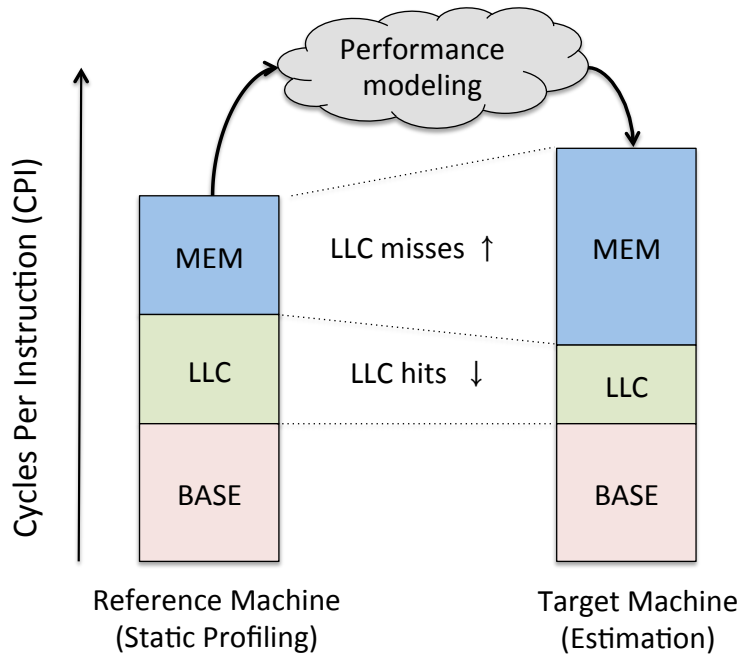 Performance
modeling
Cycles Per Instruction (CPI)
MEM
LLC misses ↑
MEM
LLC
LLC hits ↓
LLC
BASE
BASE
Reference Machine
(Static Profiling)
Target Machine
(Estimation)